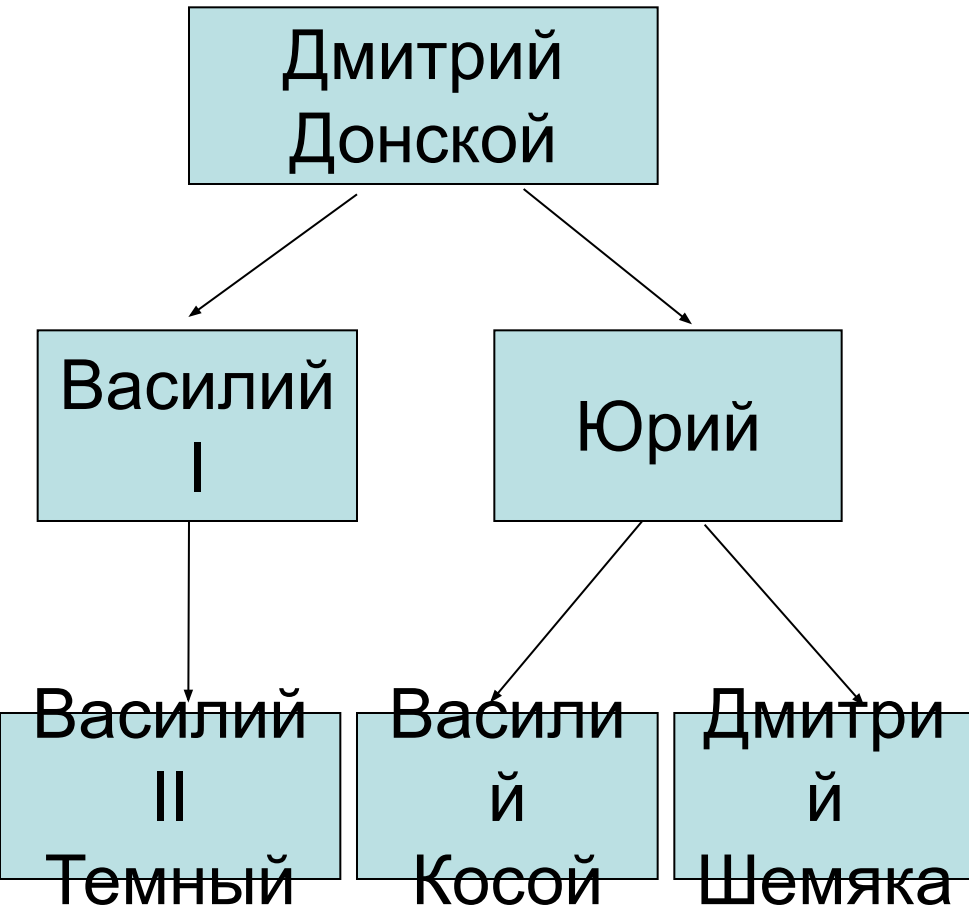 Дмитрий
Донской
Василий
I
Юрий
Василий
II
Темный
Васили
й
Косой
Дмитри
й
Шемяка